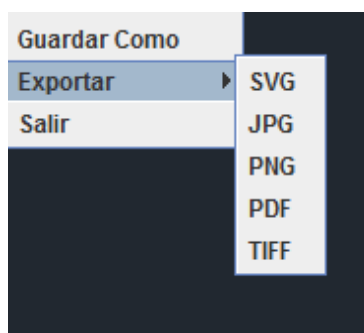 Guardar Como
Exportar
Salir
SVG
JPG
PNG
PDF
TIFF